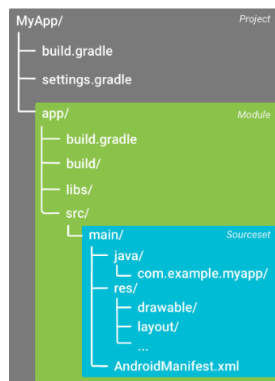 MyApp/ Project
build.gradle
settings.gradle
app/ Module
build.gradle
build/
libs/
src/
main/ Sourceset
java/
com.example.myapp/
res/
drawable/
layout/
...
AndroidManifest.xml